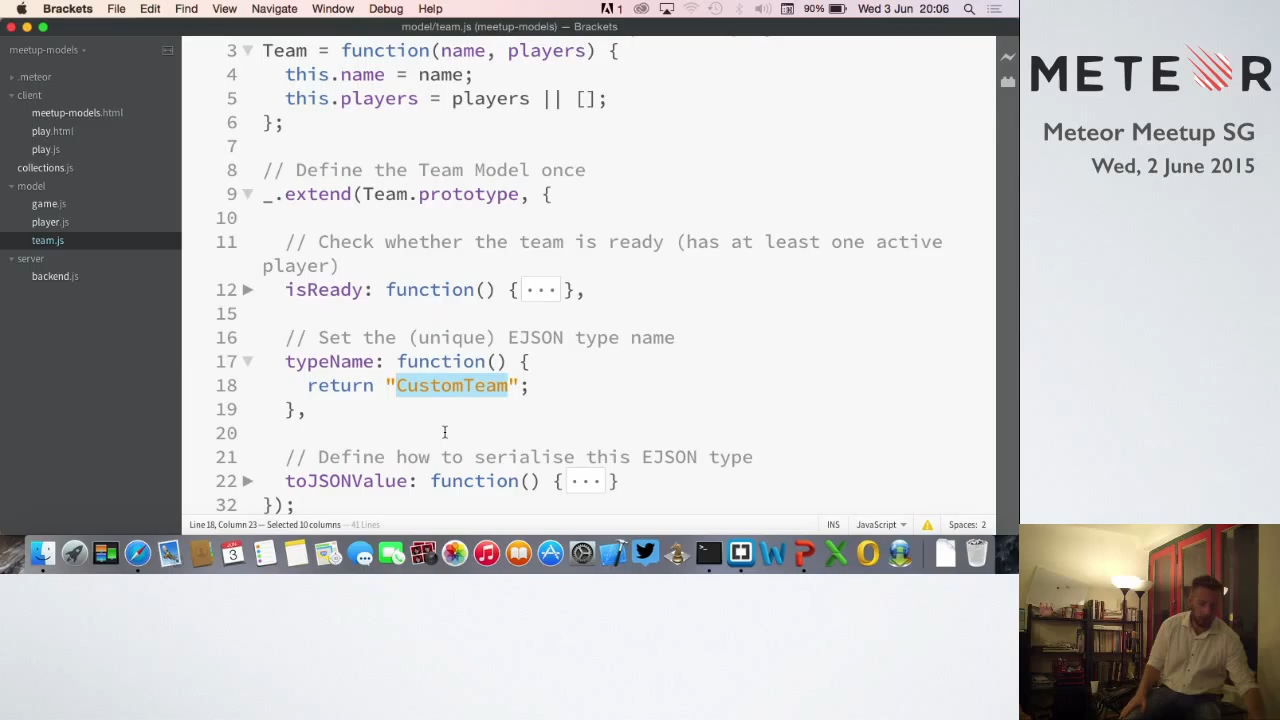 Brackets File Edit Find View Navigate Window Debug Help 1 90% Wed 3 Jun 20:06
model/team.js (meetup-models) — Brackets
meetup-models
.meteor
client
meetup-models.html
play.html
play.js
collections.js
model
game.js
player.js
team.js
server
backend.js
3 Team = function(name, players) {
4 this.name = name;
5 this.players = players || [];
6 };
7
8 // Define the Team Model once
9 _.extend(Team.prototype, {
10
11 // Check whether the team is ready (has at least one active
player)
12 isReady: function() {...},
15
16 // Set the (unique) EJSON type name
17 typeName: function() {
18 return "CustomTeam";
19 },
20
21 // Define how to serialise this EJSON type
22 toJSONValue: function() {...}
32 });
Line 18, Column 23 — Selected 10 columns — 41 Lines
INS JavaScript Spaces: 2
JUN
3
METEOR
Meteor Meetup SG
Wed, 2 June 2015